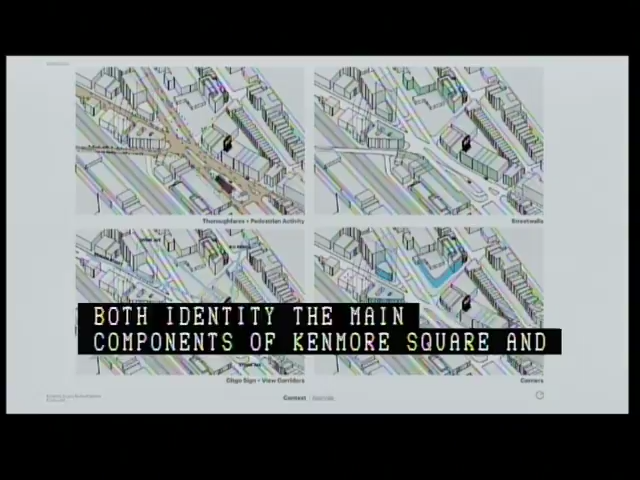 Thoroughfares + Pedestrian Activity
Streetwalls
BOTH IDENTITY THE MAIN
COMPONENTS OF KENMORE SQUARE AND
Citgo Sign + View Corridors
Corners
Context